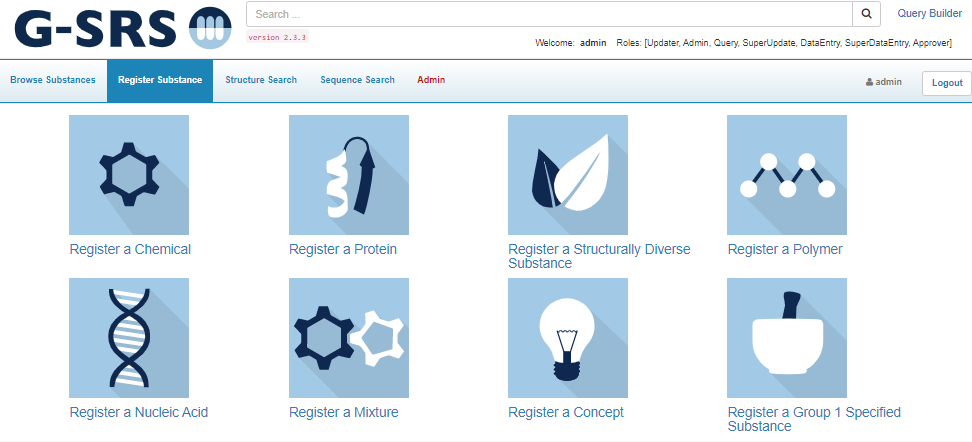 G-SRS
Search ...
Query Builder
version 2.3.3
Welcome: admin Roles: [Updater, Admin, Query, SuperUpdate, DataEntry, SuperDataEntry, Approver]
Browse Substances
Register Substance
Structure Search
Sequence Search
Admin
admin
Logout
Register a Chemical
Register a Protein
Register a Structurally Diverse
Substance
Register a Polymer
Register a Nucleic Acid
Register a Mixture
Register a Concept
Register a Group 1 Specified
Substance